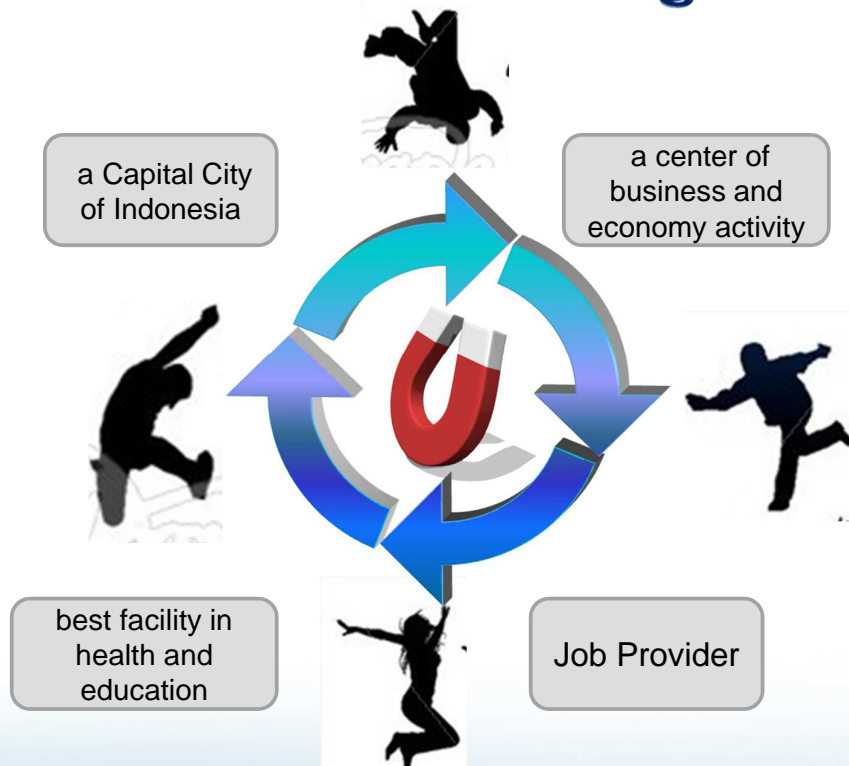 a Capital City
of Indonesia
a center of
business and
economy activity
best facility in
health and
education
Job Provider